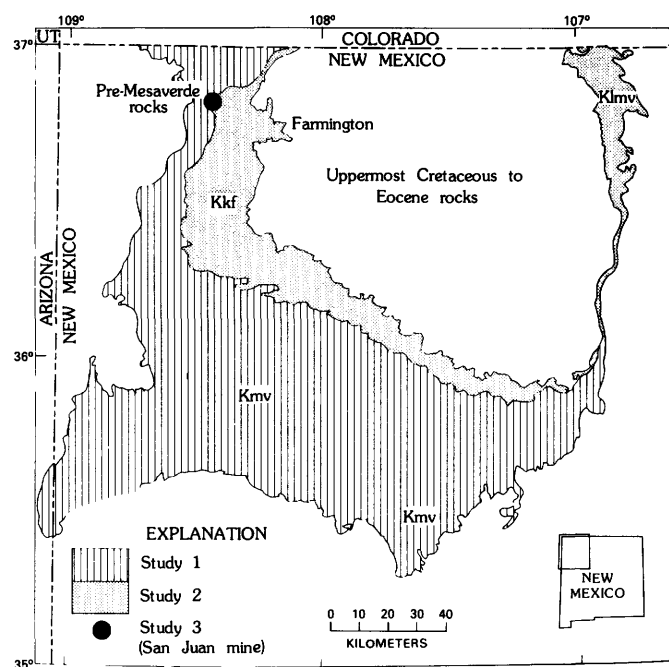 109°
108°
107°
37°
UT
COLORADO
NEW MEXICO
Pre-Mesaverde
rocks
Farmington
Klmv
Uppermost Cretaceous to
Eocene rocks
Kkf
ARIZONA
NEW MEXICO
36°
Kmv
Kmv
EXPLANATION
Study 1
Study 2
Study 3
(San Juan mine)
0 10 20 30 40
KILOMETERS
NEW
MEXICO
35°